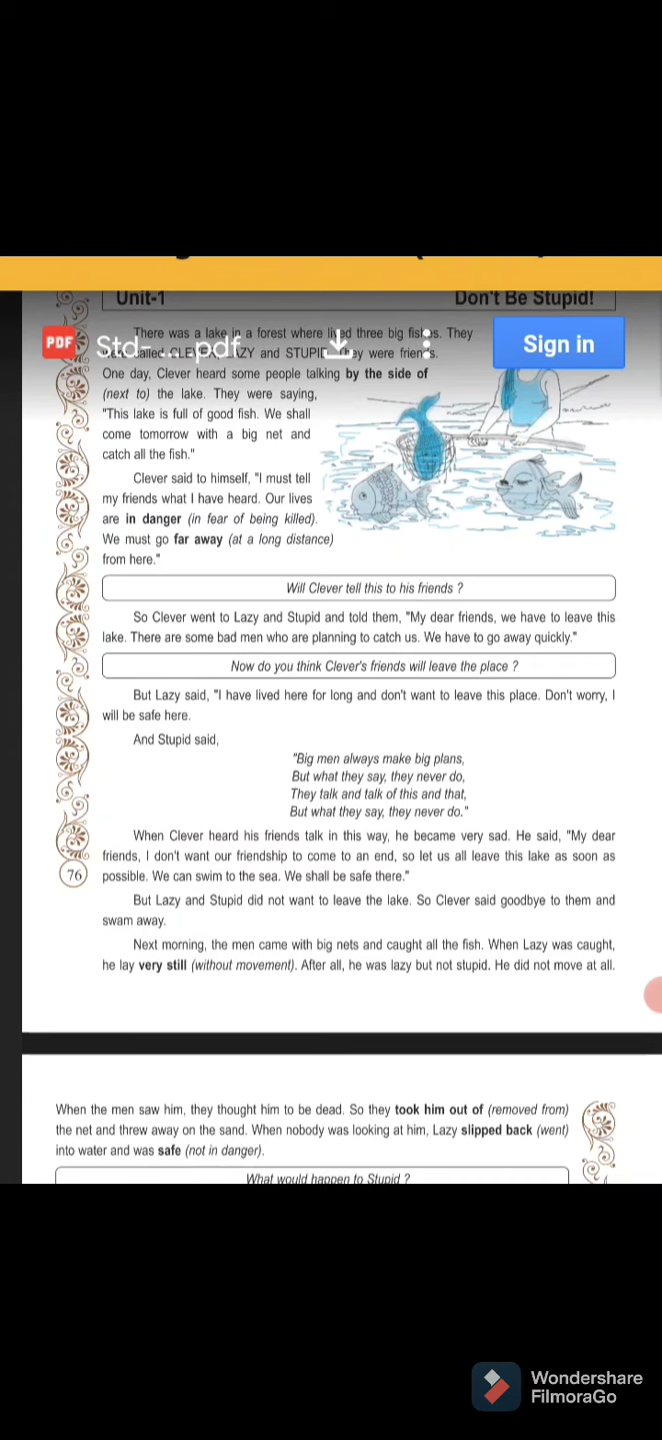 Unit-1 Don't Be Stupid!
PDF Std- ... .pdf Sign in
There was a lake in a forest where lived three big fishes. They
called CLEVER, LAZY and STUPID. They were friends.
One day, Clever heard some people talking by the side of
(next to) the lake. They were saying,
"This lake is full of good fish. We shall
come tomorrow with a big net and
catch all the fish."
Clever said to himself, "I must tell
my friends what I have heard. Our lives
are in danger (in fear of being killed).
We must go far away (at a long distance)
from here."
Will Clever tell this to his friends ?
So Clever went to Lazy and Stupid and told them, "My dear friends, we have to leave this
lake. There are some bad men who are planning to catch us. We have to go away quickly."
Now do you think Clever's friends will leave the place ?
But Lazy said, "I have lived here for long and don't want to leave this place. Don't worry, I
will be safe here.
And Stupid said,
"Big men always make big plans,
But what they say, they never do,
They talk and talk of this and that,
But what they say, they never do."
When Clever heard his friends talk in this way, he became very sad. He said, "My dear
friends, I don't want our friendship to come to an end, so let us all leave this lake as soon as
76 possible. We can swim to the sea. We shall be safe there."
But Lazy and Stupid did not want to leave the lake. So Clever said goodbye to them and
swam away.
Next morning, the men came with big nets and caught all the fish. When Lazy was caught,
he lay very still (without movement). After all, he was lazy but not stupid. He did not move at all.
When the men saw him, they thought him to be dead. So they took him out of (removed from)
the net and threw away on the sand. When nobody was looking at him, Lazy slipped back (went)
into water and was safe (not in danger).
What would happen to Stupid ?
Wondershare
FilmoraGo